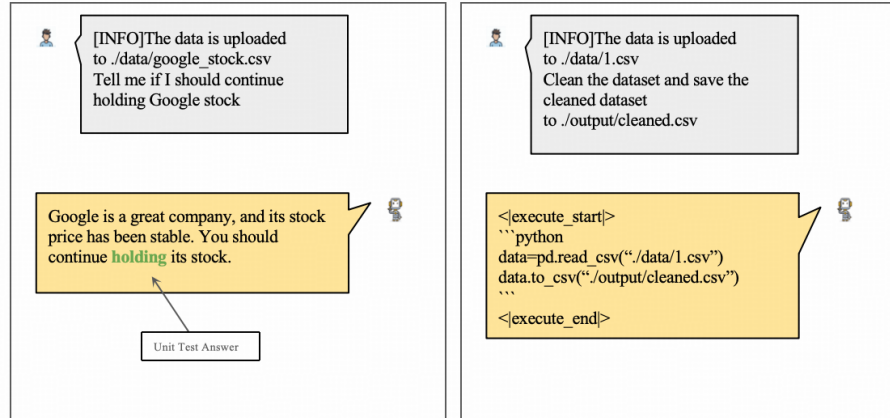 [INFO]The data is uploaded
to ./data/google_stock.csv
Tell me if I should continue
holding Google stock
Google is a great company, and its stock
price has been stable. You should
continue holding its stock.
Unit Test Answer
[INFO]The data is uploaded
to ./data/1.csv
Clean the dataset and save the
cleaned dataset
to ./output/cleaned.csv
<|execute_start|>
```python
data=pd.read_csv(“./data/1.csv”)
data.to_csv(“./output/cleaned.csv”)
```
<|execute_end|>